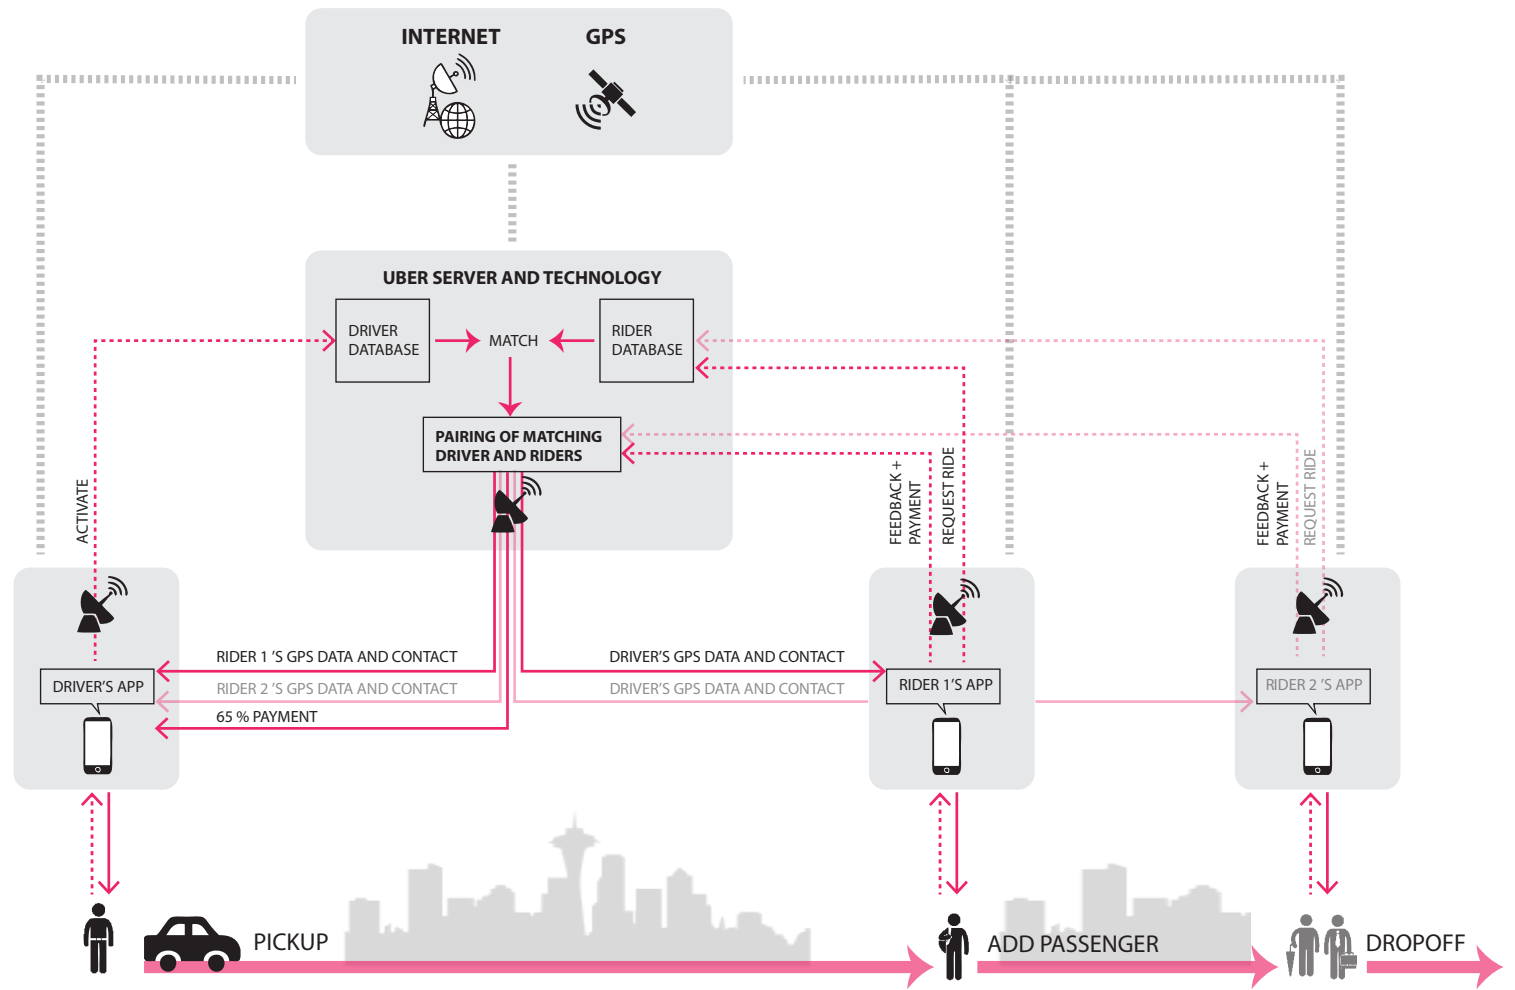 INTERNET
GPS
UBER SERVER AND TECHNOLOGY
DRIVER
DATABASE
MATCH
RIDER
DATABASE
PAIRING OF MATCHING
DRIVER AND RIDERS
ACTIVATE
FEEDBACK +
PAYMENT
REQUEST RIDE
FEEDBACK +
PAYMENT
REQUEST RIDE
RIDER 1 'S GPS DATA AND CONTACT
DRIVER'S GPS DATA AND CONTACT
DRIVER'S APP
RIDER 2 'S GPS DATA AND CONTACT
DRIVER'S GPS DATA AND CONTACT
RIDER 1'S APP
RIDER 2 'S APP
65 % PAYMENT
PICKUP
ADD PASSENGER
DROPOFF